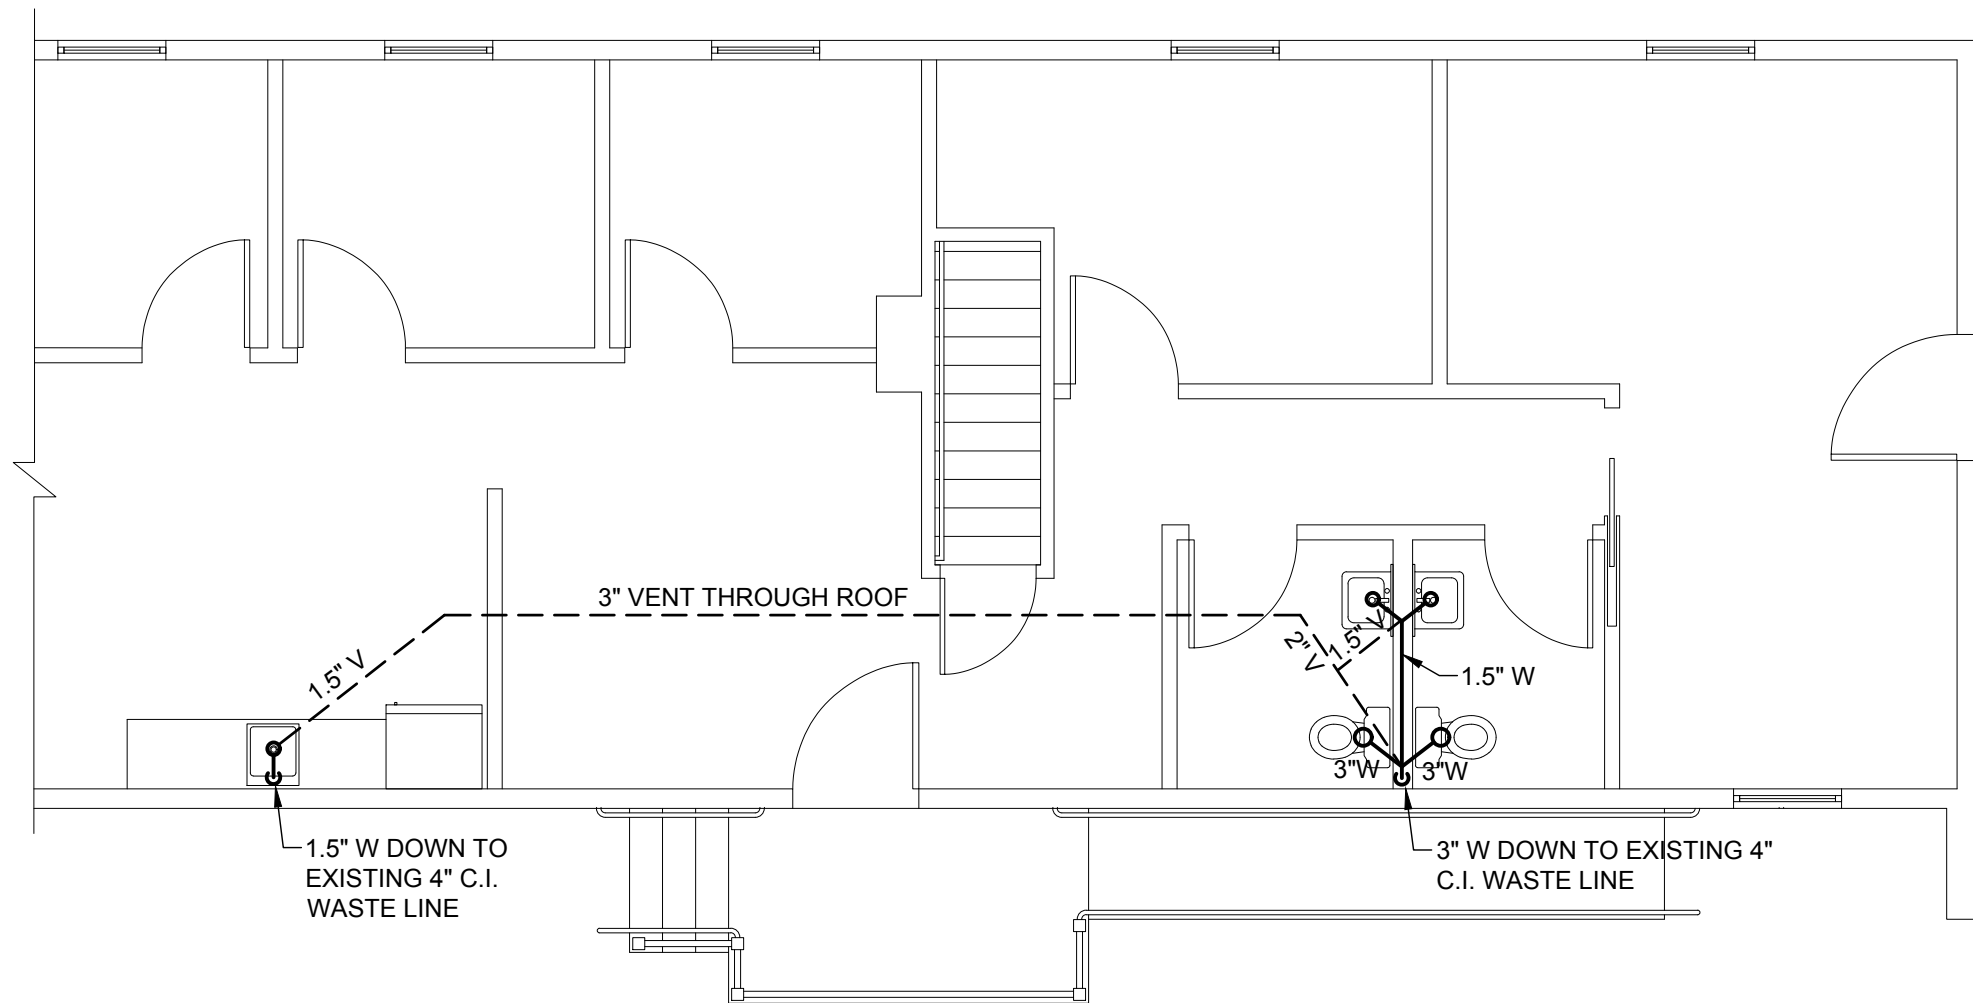 3" VENT THROUGH ROOF
1.5" V
2" V
1.5" V
1.5" W
3"W
3"W
1.5" W DOWN TO
EXISTING 4" C.I.
WASTE LINE
3" W DOWN TO EXISTING 4"
C.I. WASTE LINE